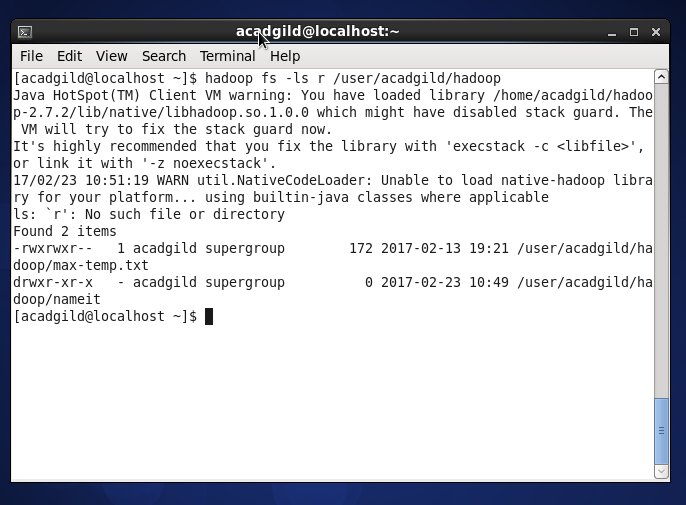 acadgild@localhost:~
File Edit View Search Terminal Help
[acadgild@localhost ~]$ hadoop fs -ls r /user/acadgild/hadoop
Java HotSpot(TM) Client VM warning: You have loaded library /home/acadgild/hadoo
p-2.7.2/lib/native/libhadoop.so.1.0.0 which might have disabled stack guard. The
 VM will try to fix the stack guard now.
It's highly recommended that you fix the library with 'execstack -c <libfile>',
or link it with '-z noexecstack'.
17/02/23 10:51:19 WARN util.NativeCodeLoader: Unable to load native-hadoop libra
ry for your platform... using builtin-java classes where applicable
ls: `r': No such file or directory
Found 2 items
-rwxrwxr--   1 acadgild supergroup        172 2017-02-13 19:21 /user/acadgild/ha
doop/max-temp.txt
drwxr-xr-x   - acadgild supergroup          0 2017-02-23 10:49 /user/acadgild/ha
doop/nameit
[acadgild@localhost ~]$